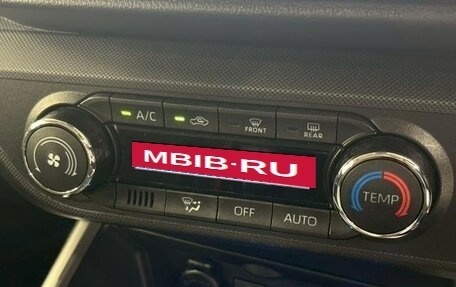 A/C
FRONT
REAR
MBIB·RU
TEMP
OFF
AUTO